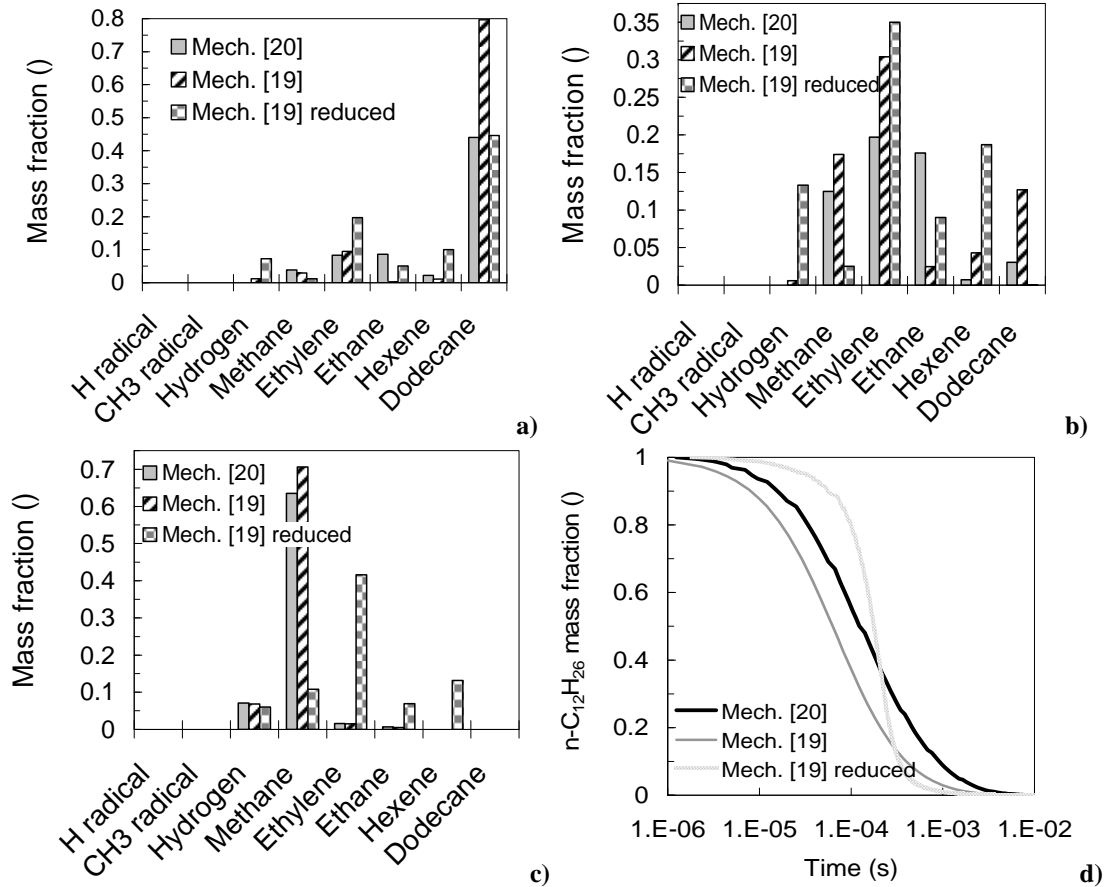 Mass fraction ()
0.8
0.7
0.6
0.5
0.4
0.3
0.2
0.1
0
Mech. [20]
Mech. [19]
Mech. [19] reduced
H radical
CH3 radical
Hydrogen
Methane
Ethylene
Ethane
Hexene
Dodecane
a)
Mass fraction ()
0.35
0.3
0.25
0.2
0.15
0.1
0.05
0
Mech. [20]
Mech. [19]
Mech. [19] reduced
H radical
CH3 radical
Hydrogen
Methane
Ethylene
Ethane
Hexene
Dodecane
b)
Mass fraction ()
0.7
0.6
0.5
0.4
0.3
0.2
0.1
0
Mech. [20]
Mech. [19]
Mech. [19] reduced
H radical
CH3 radical
Hydrogen
Methane
Ethylene
Ethane
Hexene
Dodecane
c)
n-C12H26 mass fraction ()
1
0.8
0.6
0.4
0.2
0
Mech. [20]
Mech. [19]
Mech. [19] reduced
1.E-06 1.E-05 1.E-04 1.E-03 1.E-02
Time (s)
d)